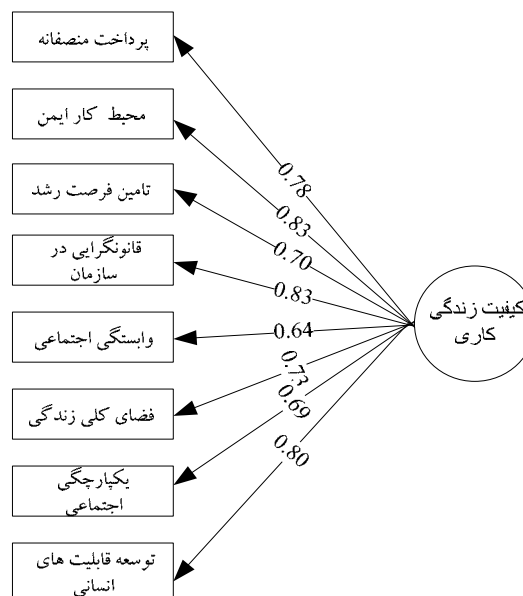 پرداخت منصفانه
محیط کار ایمن
تامین فرصت رشد
قانونگرایی در
سازمان
وابستگی اجتماعی
فضای کلی زندگی
یکپارچگی
اجتماعی
توسعه قابلیت های
انسانی
0.78
0.83
0.70
0.83
0.64
0.73
0.69
0.80
کیفیت زندگی
کاری